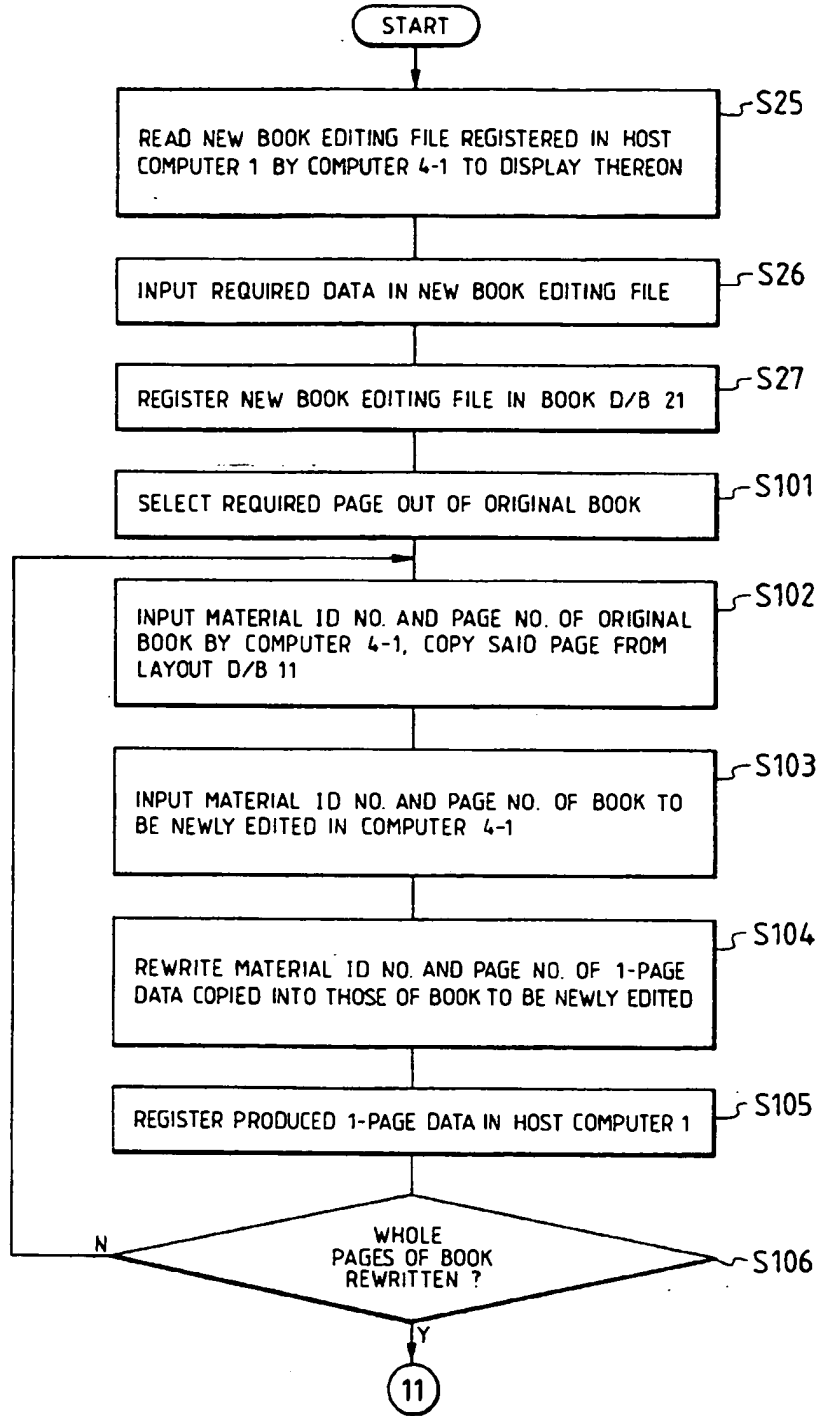 START
S25
READ NEW BOOK EDITING FILE REGISTERED IN HOST
COMPUTER 1 BY COMPUTER 4-1 TO DISPLAY THEREON
S26
INPUT REQUIRED DATA IN NEW BOOK EDITING FILE
S27
REGISTER NEW BOOK EDITING FILE IN BOOK D/B 21
S101
SELECT REQUIRED PAGE OUT OF ORIGINAL BOOK
S102
INPUT MATERIAL ID NO. AND PAGE NO. OF ORIGINAL
BOOK BY COMPUTER 4-1, COPY SAID PAGE FROM
LAYOUT D/B 11
S103
INPUT MATERIAL ID NO. AND PAGE NO. OF BOOK TO
BE NEWLY EDITED IN COMPUTER 4-1
S104
REWRITE MATERIAL ID NO. AND PAGE NO. OF 1-PAGE
DATA COPIED INTO THOSE OF BOOK TO BE NEWLY EDITED
S105
REGISTER PRODUCED 1-PAGE DATA IN HOST COMPUTER 1
N
WHOLE
PAGES OF BOOK
REWRITTEN ?
S106
Y
11